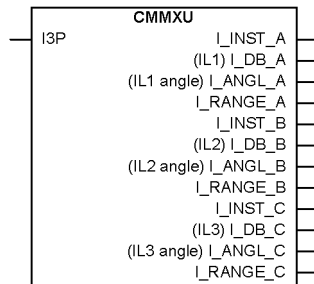 CMMXU
I3P I_INST_A
(IL1) I_DB_A
(IL1 angle) I_ANGL_A
I_RANGE_A
I_INST_B
(IL2) I_DB_B
(IL2 angle) I_ANGL_B
I_RANGE_B
I_INST_C
(IL3) I_DB_C
(IL3 angle) I_ANGL_C
I_RANGE_C